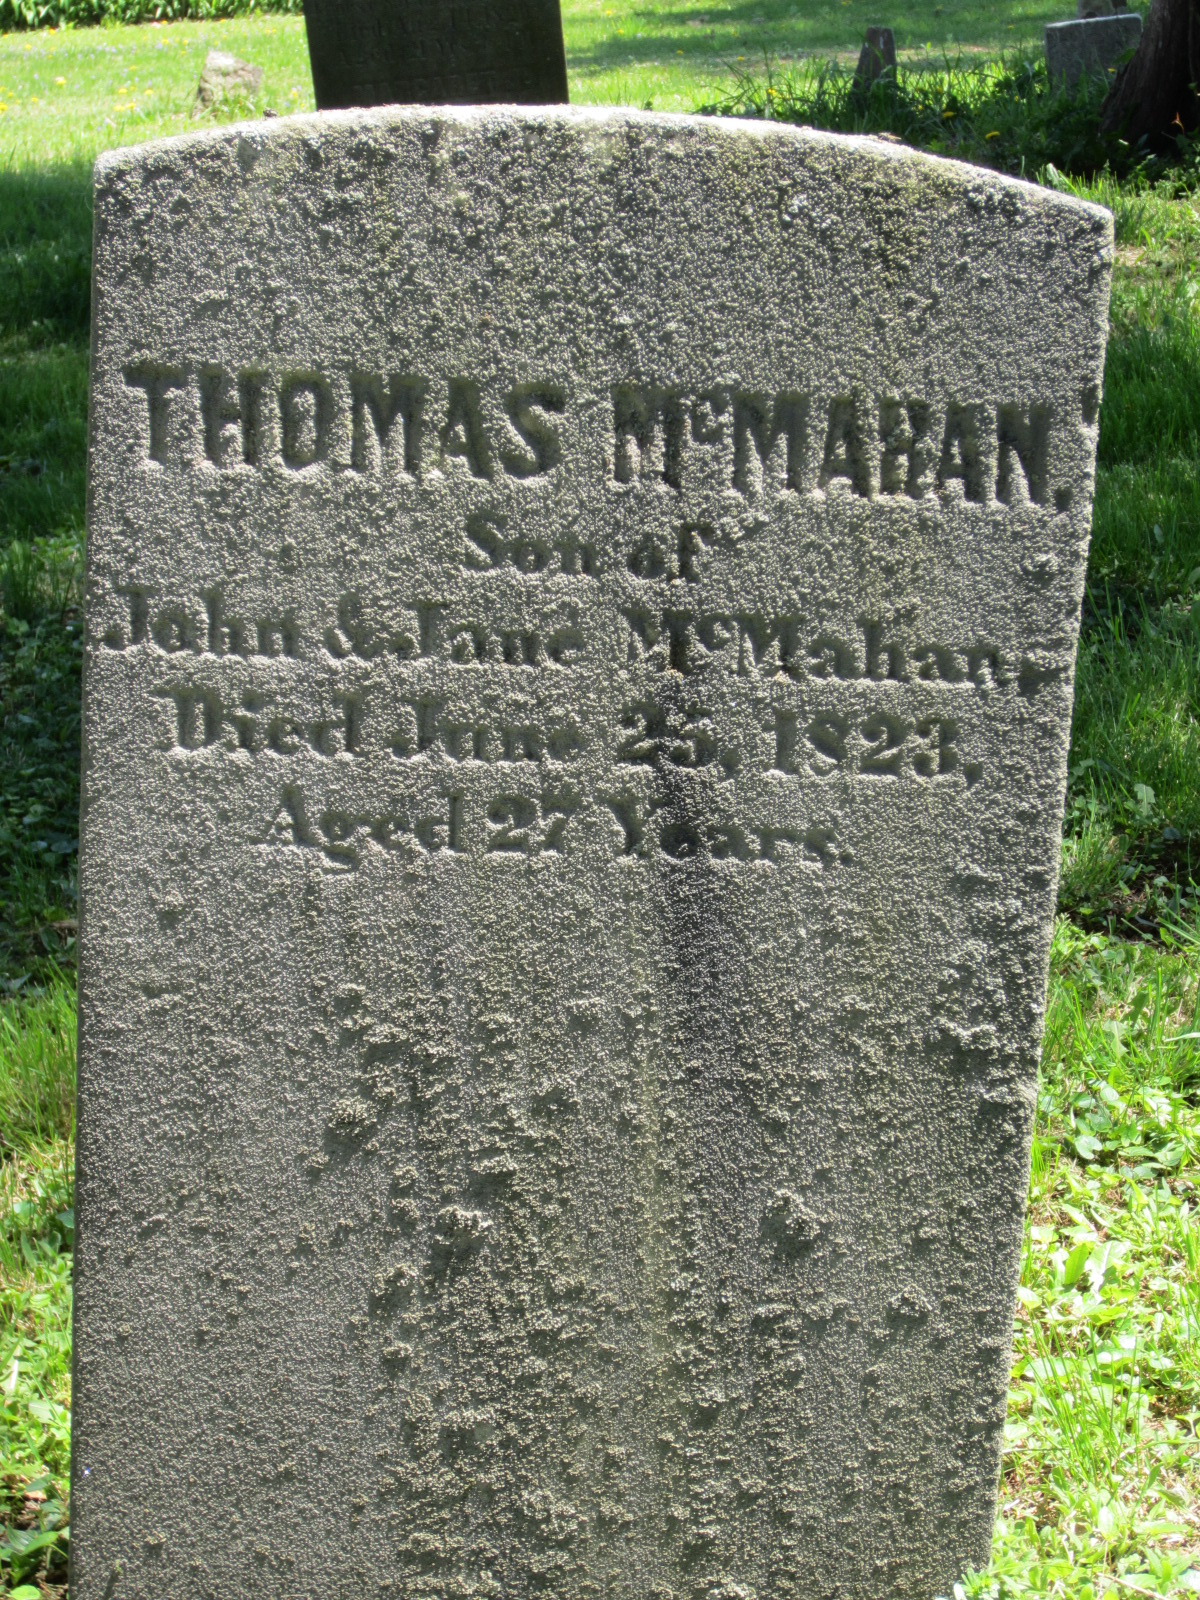 THOMAS McMAHAN,
Son of
John & Jane McMahan,
Died June 25, 1823,
Aged 27 Years.